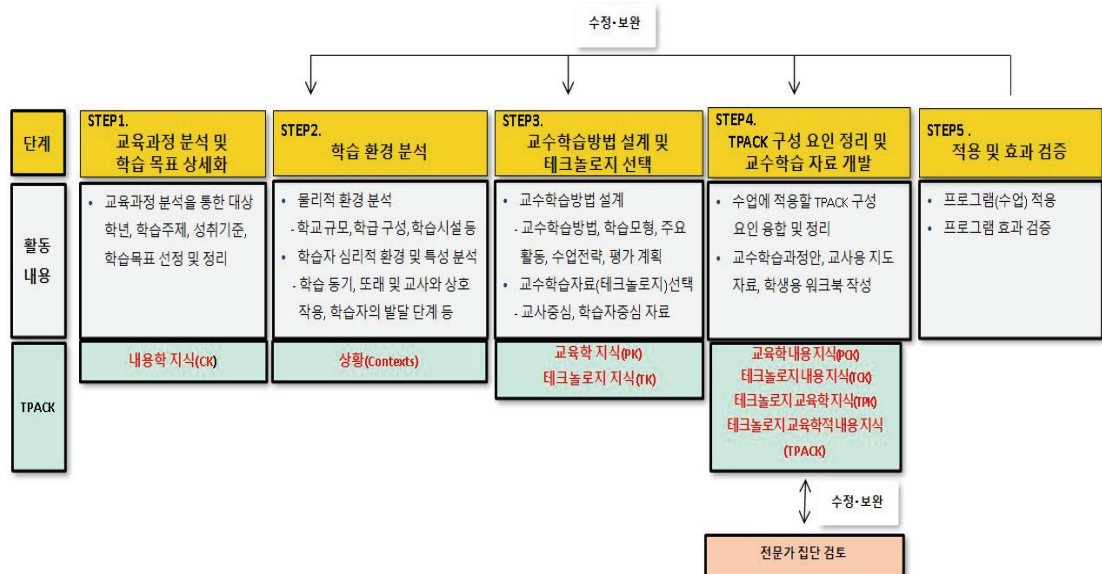 수정·보완
단계
STEP1.
교육과정 분석 및
학습 목표 상세화
STEP2.
학습 환경 분석
STEP3.
교수학습방법 설계 및
테크놀로지 선택
STEP4.
TPACK 구성 요인 정리 및
교수학습 자료 개발
STEP5.
적용 및 효과 검증
활동
내용
• 교육과정 분석을 통한 대상
학년, 학습주제, 성취기준,
학습목표 선정 및 정리
• 물리적 환경 분석
- 학교규모, 학급 구성, 학습시설 등
• 학습자 심리적 환경 및 특성 분석
- 학습 동기, 또래 및 교사와 상호
작용, 학습자의 발달 단계 등
• 교수학습방법 설계
- 교수학습방법, 학습모형, 주요
활동, 수업전략, 평가 계획
• 교수학습자료(테크놀로지)선택
- 교사중심, 학습자중심 자료
• 수업에 적용할 TPACK 구성
요인 융합 및 정리
• 교수학습과정안, 교사용 지도
자료, 학생용 워크북 작성
• 프로그램(수업) 적용
• 프로그램 효과 검증
TPACK
내용학 지식(CK)
상황(Contexts)
교육학 지식(PK)
테크놀로지 지식(TK)
교육학 내용 지식(PCK)
테크놀로지 내용 지식(TCK)
테크놀로지 교육학 지식(TPK)
테크놀로지 교육학적 내용 지식
(TPACK)
수정·보완
전문가 집단 검토